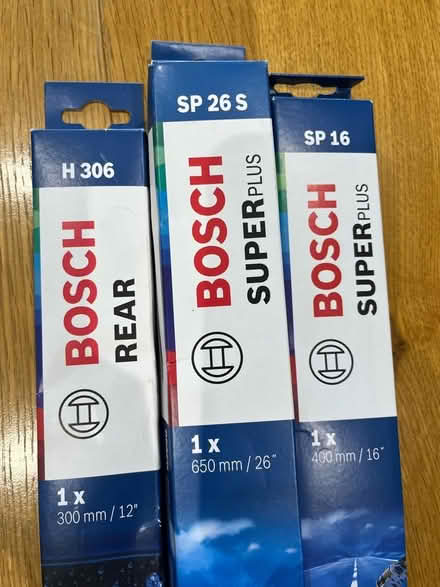 H 306
BOSCH
REAR
1 x
300 mm / 12"
SP 26 S
BOSCH
SUPERPLUS
1 x
650 mm / 26"
SP 16
BOSCH
SUPERPLUS
1 x
400 mm / 16"